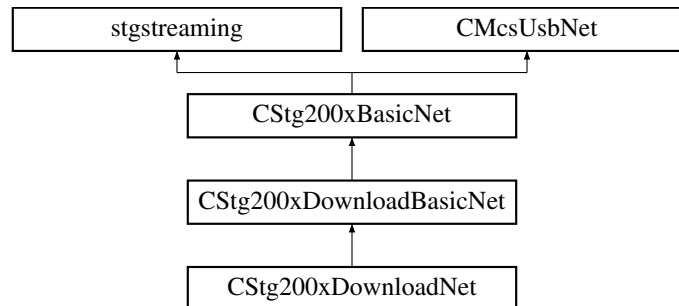 stgstreaming
CMcsUsbNet
CStg200xBasicNet
CStg200xDownloadBasicNet
CStg200xDownloadNet